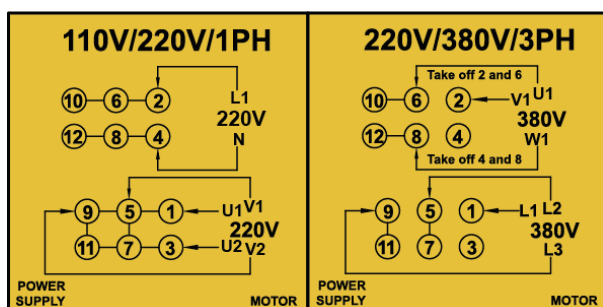 110V/220V/1PH
10 6 2
L1
220V
12 8 4
N
9 5 1
U1 V1
220V
11 7 3
U2 V2
POWER
SUPPLY
MOTOR
220V/380V/3PH
Take off 2 and 6
10 6 2
V1 U1
380V
12 8 4
W1
Take off 4 and 8
9 5 1
L1 L2
380V
11 7 3
L3
POWER
SUPPLY
MOTOR